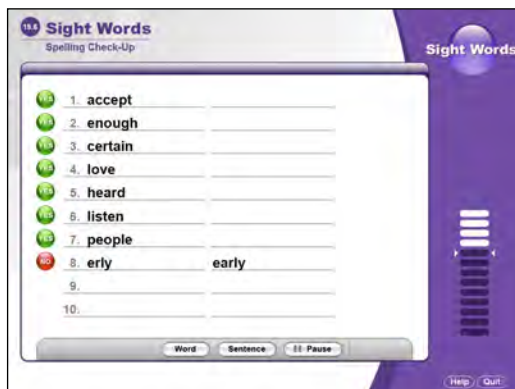 15.5 Sight Words
Spelling Check-Up
Sight Words
YES 1. accept
YES 2. enough
YES 3. certain
YES 4. love
YES 5. heard
YES 6. listen
YES 7. people
NO 8. erly early
9.
10.
Word Sentence Pause
Help Quit